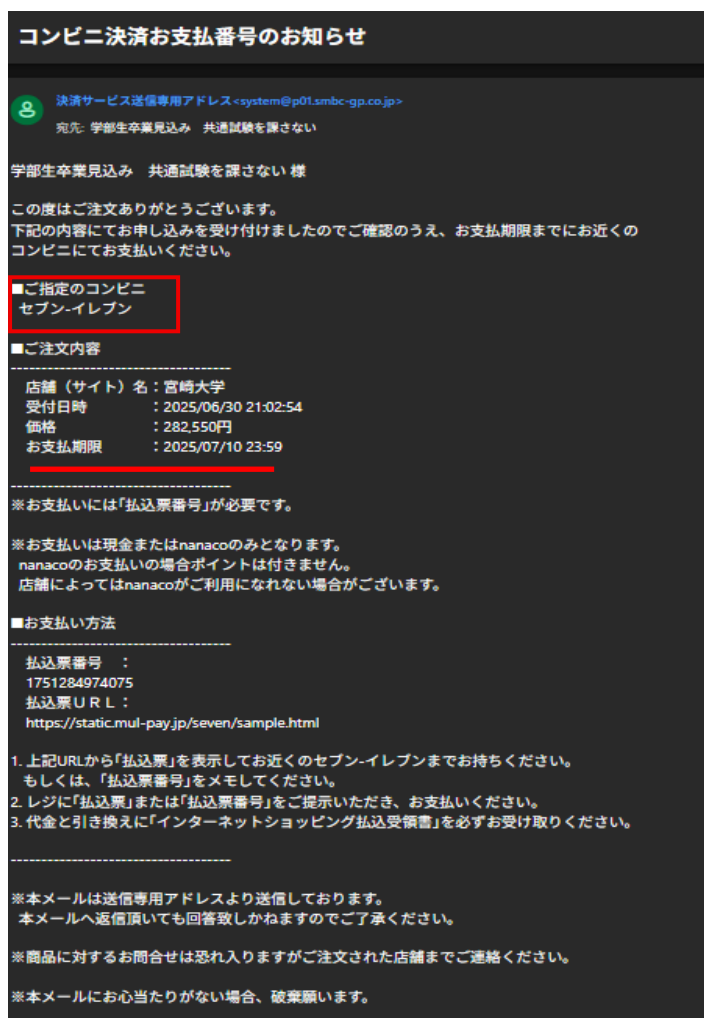 コンビニ決済お支払番号のお知らせ
決済サービス送信専用アドレス<system@p01.smbc-gp.co.jp>
宛先: 学部生卒業見込み　共通試験を課さない
学部生卒業見込み　共通試験を課さない 様
この度はご注文ありがとうございます。
下記の内容にてお申し込みを受け付けましたのでご確認のうえ、お支払期限までにお近くの
コンビニにてお支払いください。
■ご指定のコンビニ
セブン-イレブン
■ご注文内容
------------------------------------
店舗（サイト）名：宮崎大学
受付日時　　　　：2025/06/30 21:02:54
価格　　　　　　：282,550円
お支払期限　　　：2025/07/10 23:59
------------------------------------
※お支払いには「払込票番号」が必要です。
※お支払いは現金またはnanacoのみとなります。
nanacoのお支払いの場合ポイントは付きません。
店舗によってはnanacoがご利用になれない場合がございます。
■お支払い方法
------------------------------------
払込票番号　：
1751284974075
払込票ＵＲＬ：
https://static.mul-pay.jp/seven/sample.html
1. 上記URLから「払込票」を表示してお近くのセブン-イレブンまでお持ちください。
もしくは、「払込票番号」をメモしてください。
2. レジに「払込票」または「払込票番号」をご提示いただき、お支払いください。
3. 代金と引き換えに「インターネットショッピング払込受領書」を必ずお受け取りください。
------------------------------------
※本メールは送信専用アドレスより送信しております。
本メールへ返信頂いても回答致しかねますのでご了承ください。
※商品に対するお問合せは恐れ入りますがご注文された店舗までご連絡ください。
※本メールにお心当たりがない場合、破棄願います。